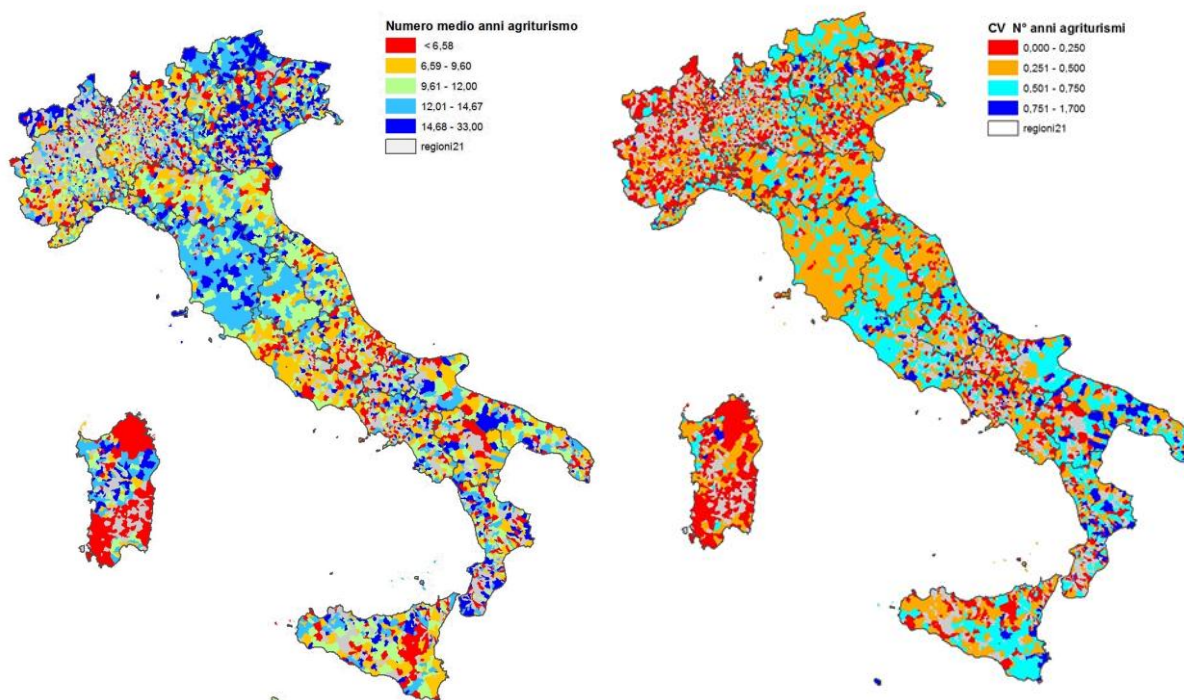 Numero medio anni agriturismo
< 6,58
6,59 - 9,60
9,61 - 12,00
12,01 - 14,67
14,68 - 33,00
regioni21
CV N° anni agriturismi
0,000 - 0,250
0,251 - 0,500
0,501 - 0,750
0,751 - 1,700
regioni21